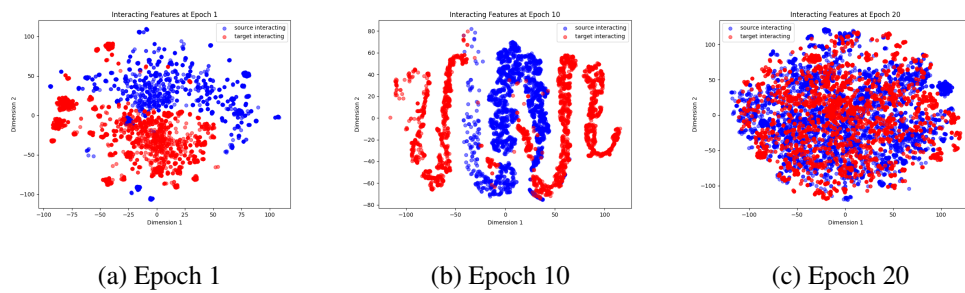 Interacting Features at Epoch 1
source interacting
target interacting
100
50
0
−50
−100
Dimension 2
−100 −75 −50 −25 0 25 50 75 100
Dimension 1
(a) Epoch 1
Interacting Features at Epoch 10
source interacting
target interacting
80
60
40
20
0
−20
−40
−60
−80
Dimension 2
−100 −50 0 50 100
Dimension 1
(b) Epoch 10
Interacting Features at Epoch 20
source interacting
target interacting
100
50
0
−50
−100
Dimension 2
−100 −50 0 50 100
Dimension 1
(c) Epoch 20